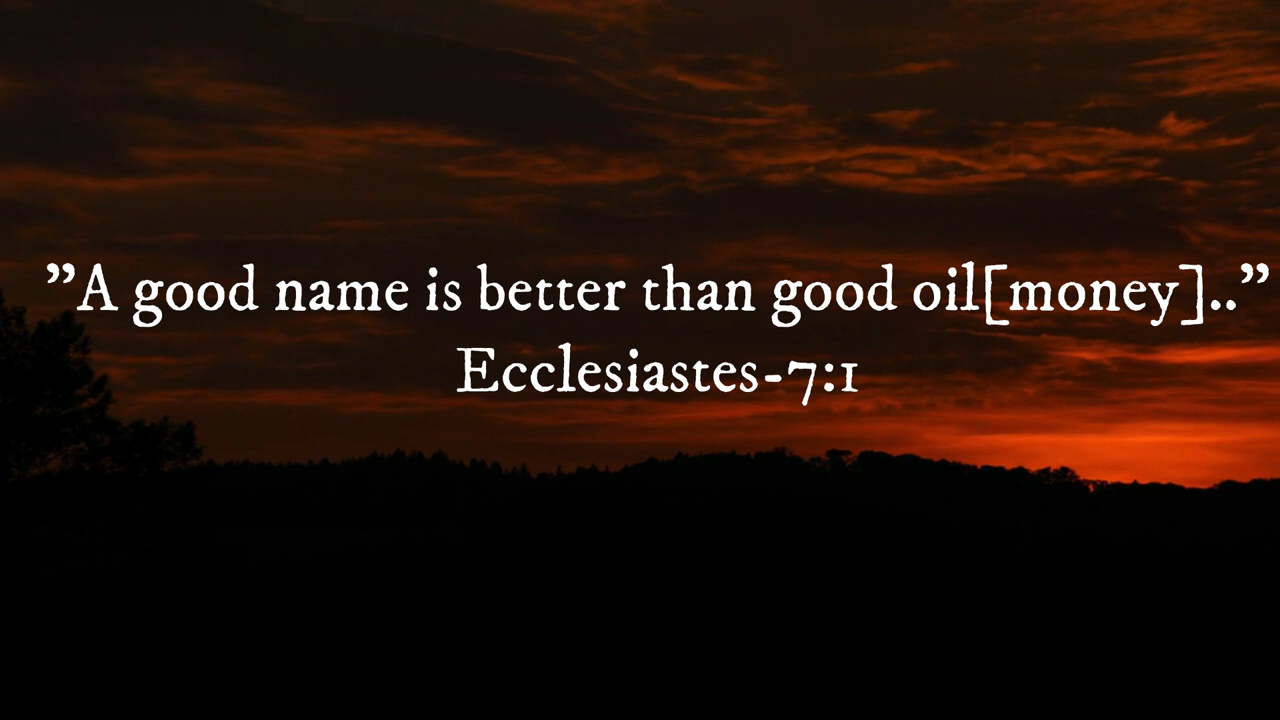 ”A good name is better than good oil[money]..”
Ecclesiastes-7:1